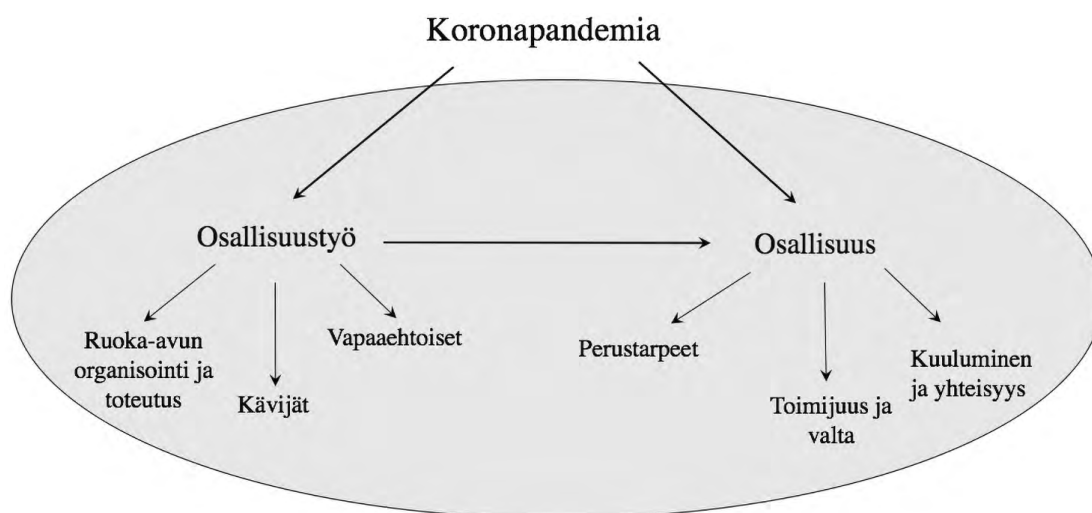 Koronapandemia
Osallisuustyö
Osallisuus
Ruoka-avun
organisointi ja
toteutus
Kävijät
Vapaaehtoiset
Perustarpeet
Toimijuus ja
valta
Kuuluminen
ja yhteisyys